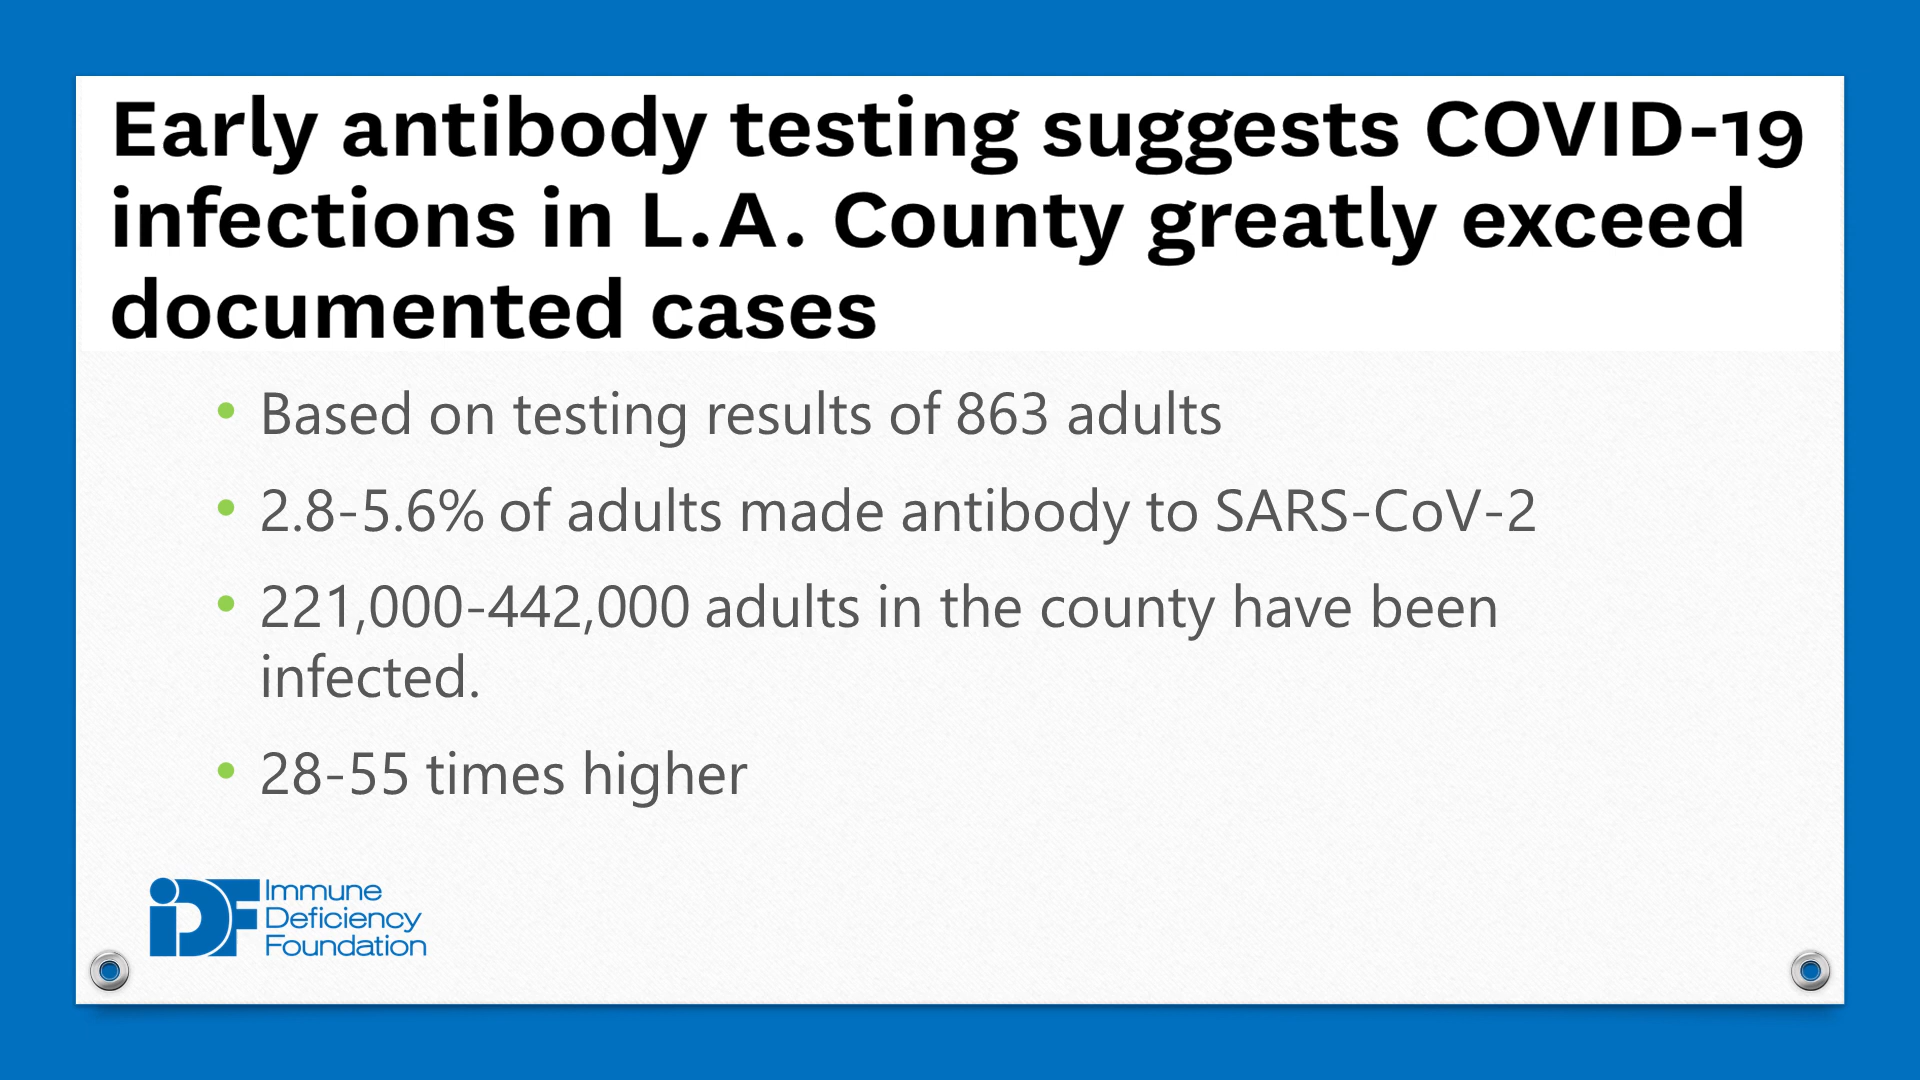 Early antibody testing suggests COVID-19
infections in L.A. County greatly exceed
documented cases
• Based on testing results of 863 adults
• 2.8-5.6% of adults made antibody to SARS-CoV-2
• 221,000-442,000 adults in the county have been
infected.
• 28-55 times higher
IDF Immune
Deficiency
Foundation